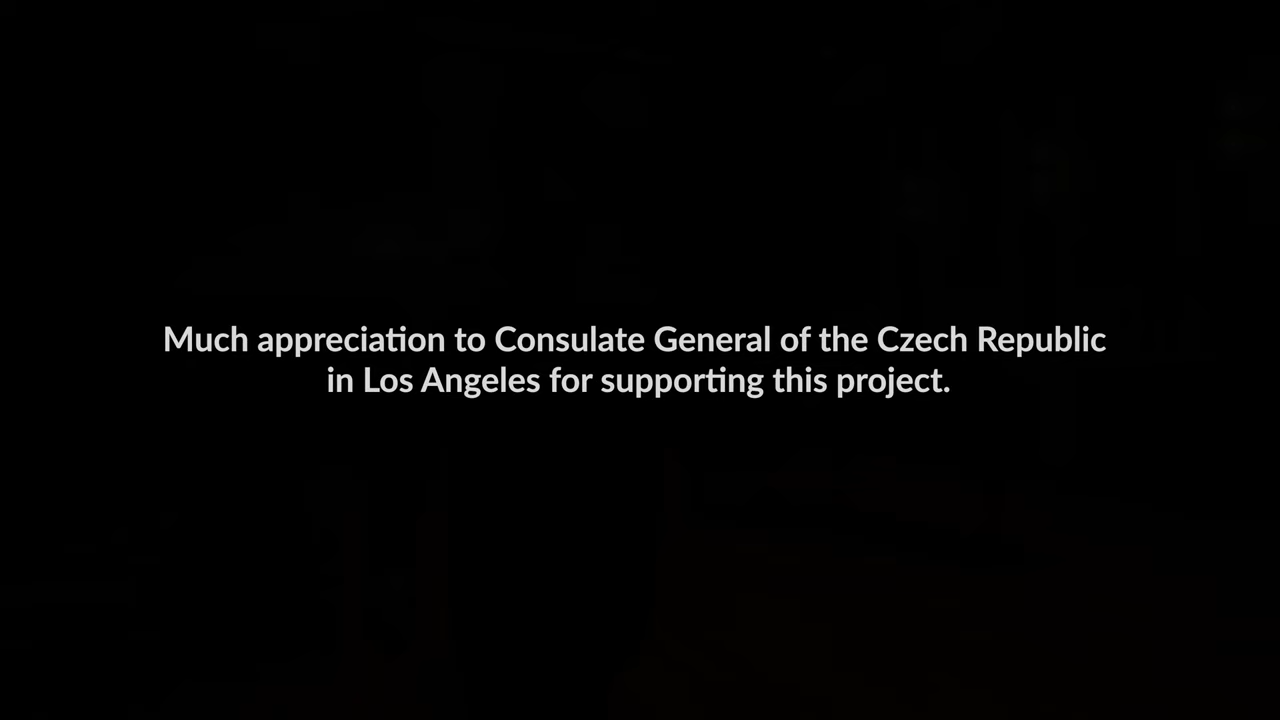 Much appreciation to Consulate General of the Czech Republic
in Los Angeles for supporting this project.